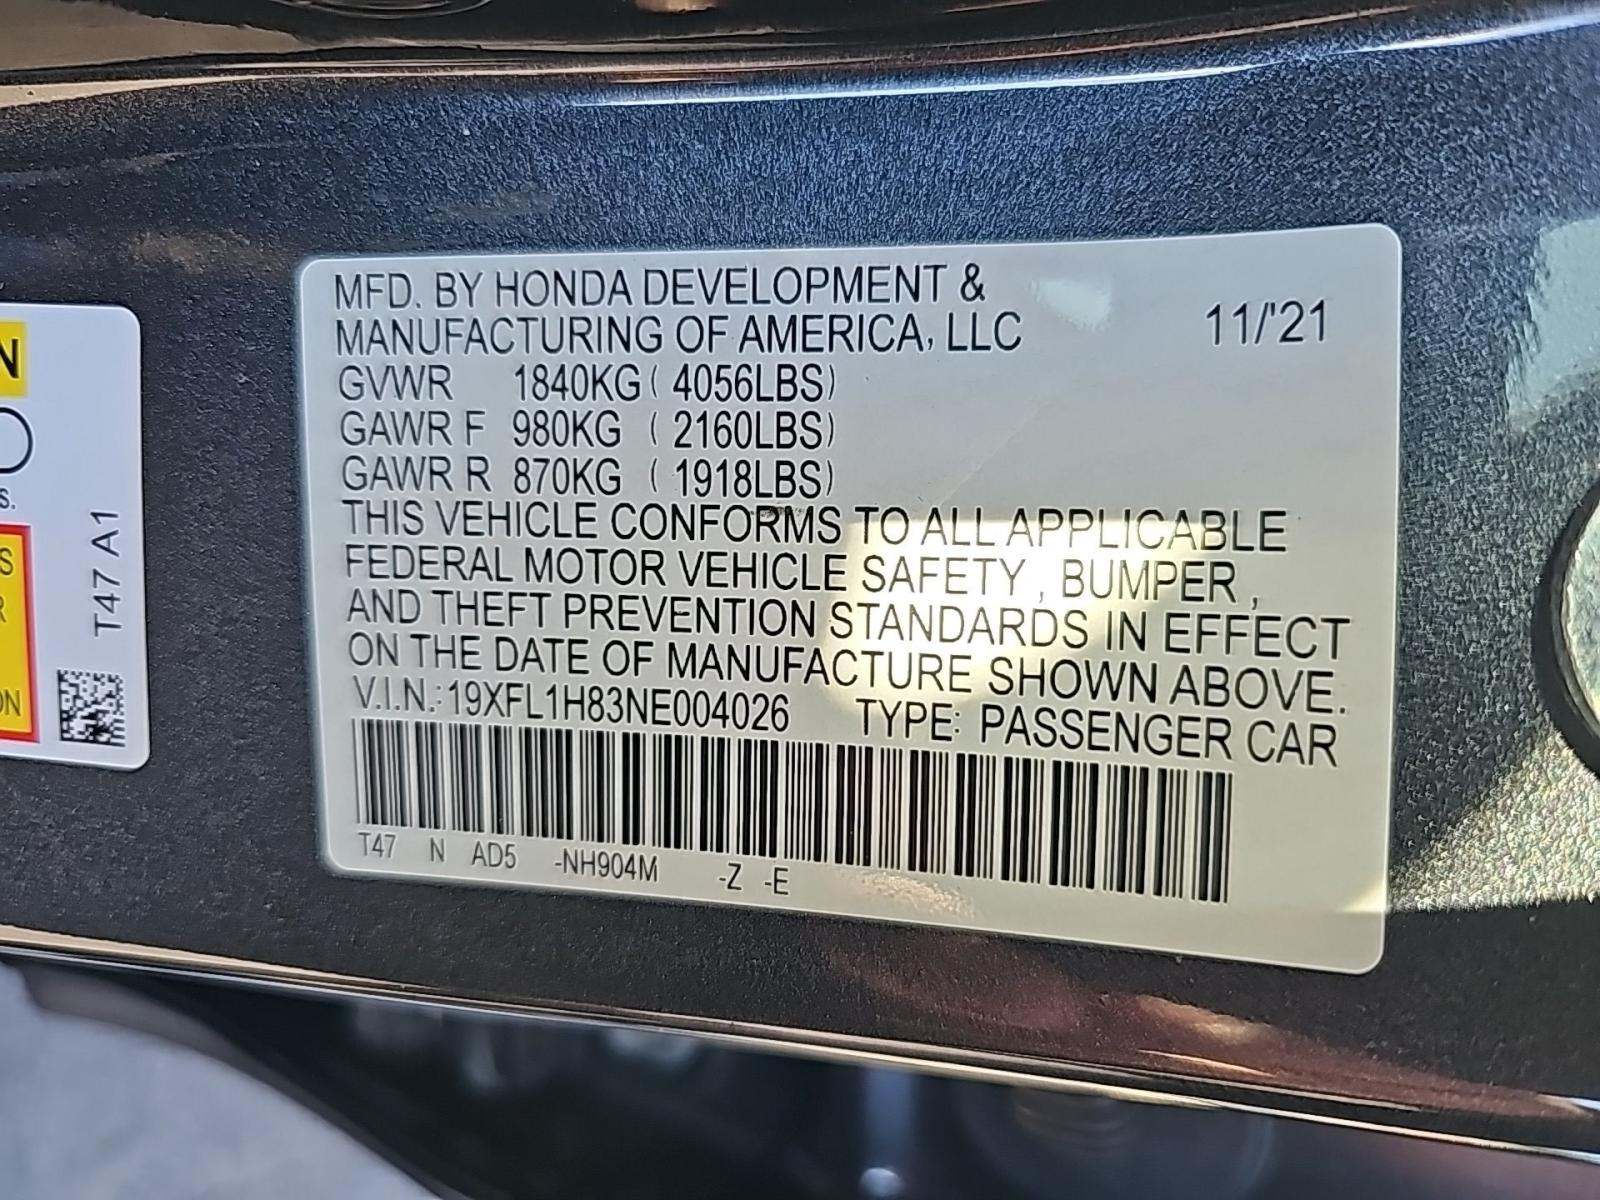 MFD. BY HONDA DEVELOPMENT &
MANUFACTURING OF AMERICA, LLC 11/'21
GVWR 1840KG ( 4056LBS)
GAWR F 980KG ( 2160LBS)
GAWR R 870KG ( 1918LBS)
THIS VEHICLE CONFORMS TO ALL APPLICABLE
FEDERAL MOTOR VEHICLE SAFETY , BUMPER ,
AND THEFT PREVENTION STANDARDS IN EFFECT
ON THE DATE OF MANUFACTURE SHOWN ABOVE.
V.I.N.: 19XFL1H83NE004026 TYPE: PASSENGER CAR
T47 N AD5 -NH904M -Z -E
T47 A1